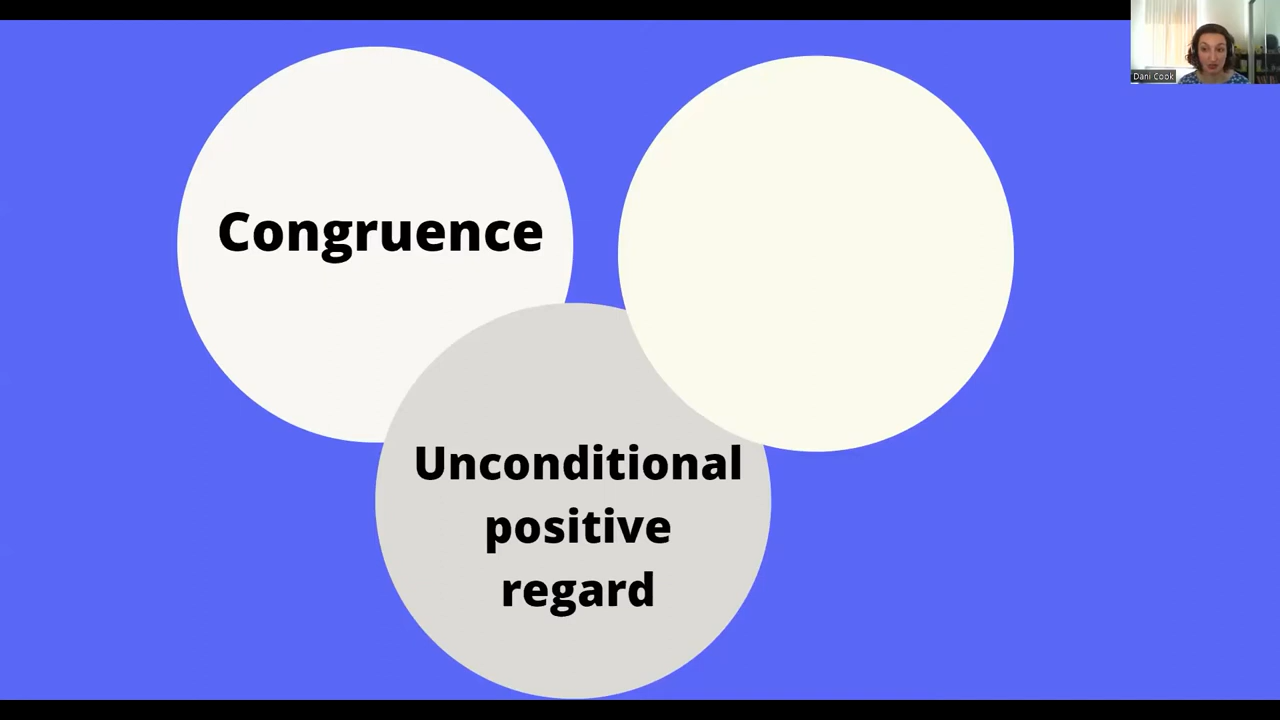 Dani Cook
Congruence
Unconditional
positive
regard